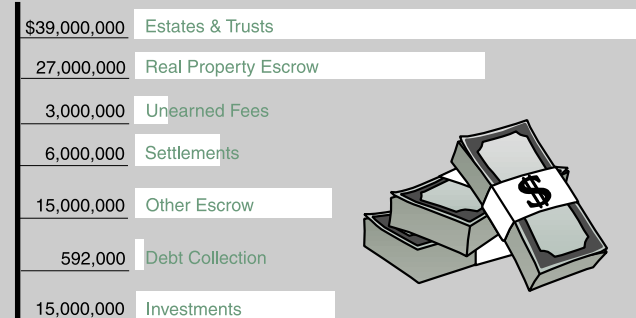 $39,000,000 Estates & Trusts
27,000,000 Real Property Escrow
3,000,000 Unearned Fees
6,000,000 Settlements
15,000,000 Other Escrow
592,000 Debt Collection
15,000,000 Investments
$